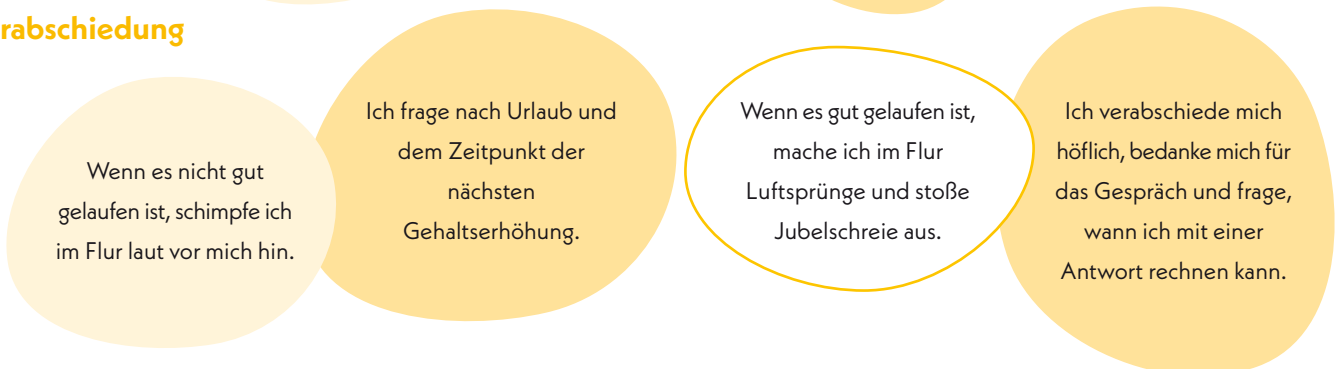 rabschiedung
Wenn es nicht gut
gelaufen ist, schimpfe ich
im Flur laut vor mich hin.
Ich frage nach Urlaub und
dem Zeitpunkt der
nächsten
Gehaltserhöhung.
Wenn es gut gelaufen ist,
mache ich im Flur
Luftsprünge und stoße
Jubelschreie aus.
Ich verabschiede mich
höflich, bedanke mich für
das Gespräch und frage,
wann ich mit einer
Antwort rechnen kann.